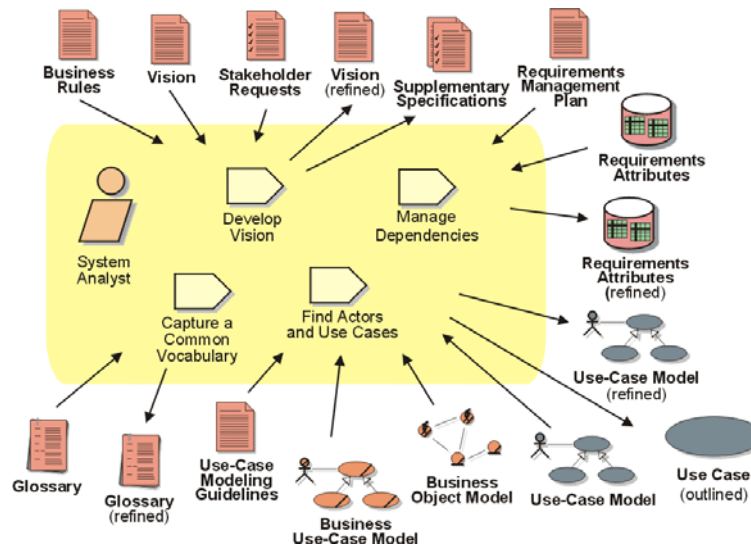 Business
Rules
Vision
Stakeholder
Requests
Vision
(refined)
Supplementary
Specifications
Requirements
Management
Plan
Requirements
Attributes
Develop
Vision
Manage
Dependencies
System
Analyst
Requirements
Attributes
(refined)
Capture a
Common
Vocabulary
Find Actors
and Use Cases
Use-Case Model
(refined)
Glossary
Glossary
(refined)
Use-Case
Modeling
Guidelines
Business
Use-Case Model
Business
Object Model
Use-Case Model
Use Case
(outlined)